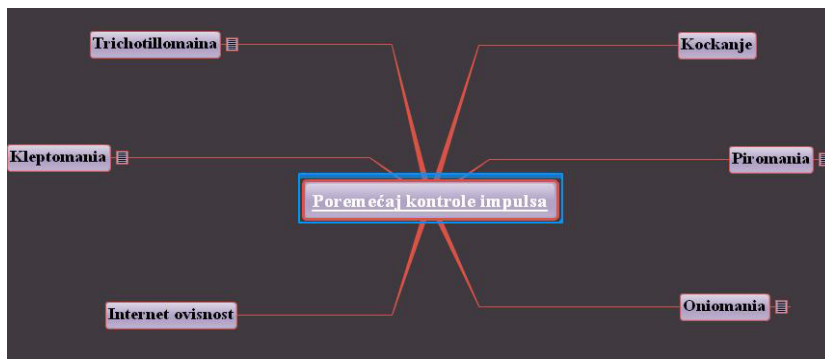 Trichotillomaina
Kockanje
Kleptomania
Piromania
Poremećaj kontrole impulsa
Internet ovisnost
Oniomania